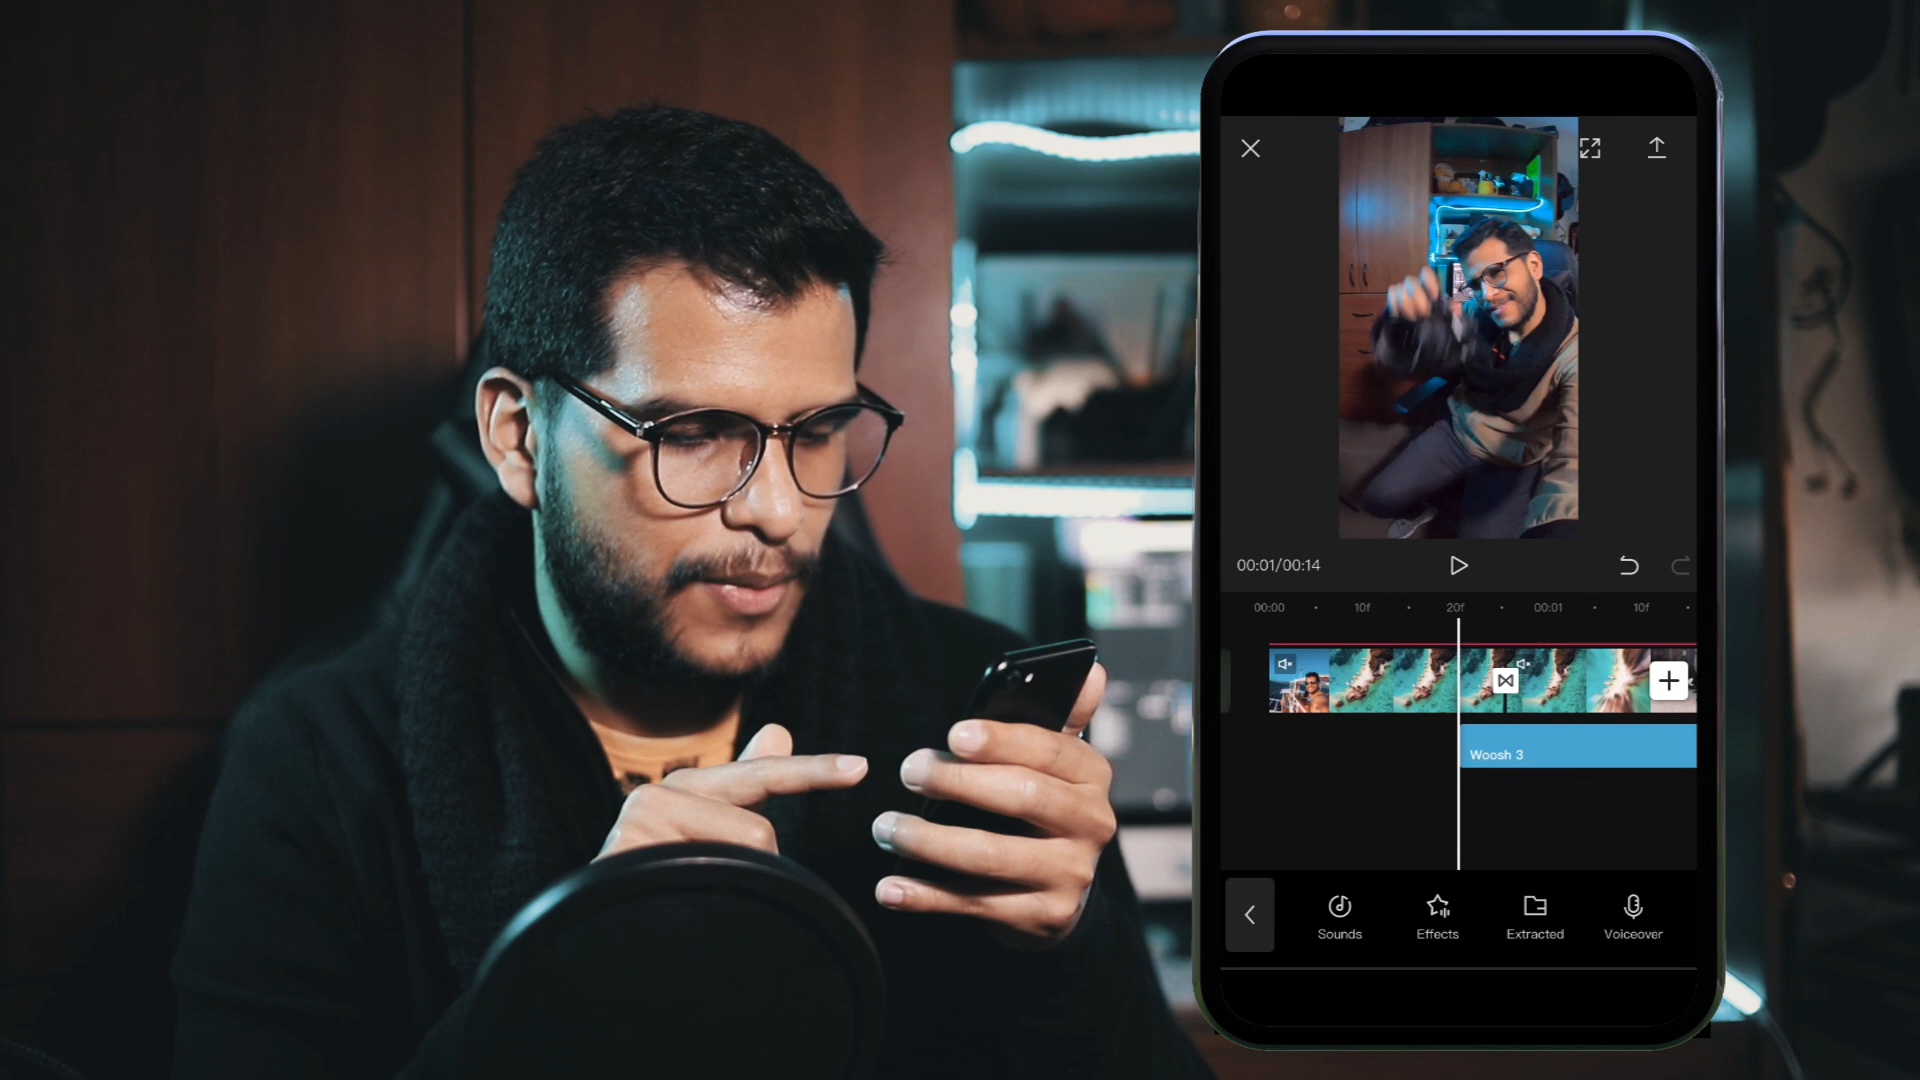 00:01/00:14
00:00 10f 20f 00:01 10f
Woosh 3
Sounds Effects Extracted Voiceover